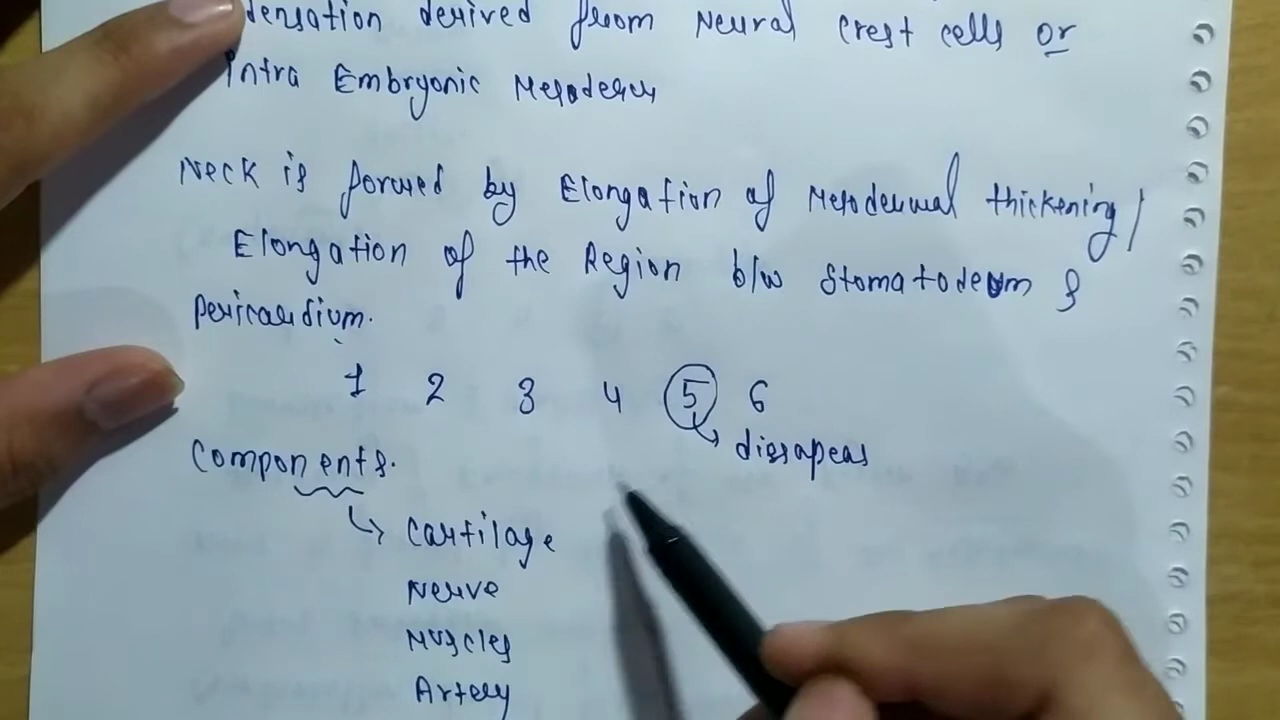 densation derived from Neural crest cells or
Intra Embryonic Mesoderm
Neck is formed by Elongation of Mesodermal thickening/
Elongation of the Region b/w Stomatodeum &
Pericardium.
1 2 3 4 5 6
dissapears
Components.
↳ Cartilage
Nerve
Muscles
Artery